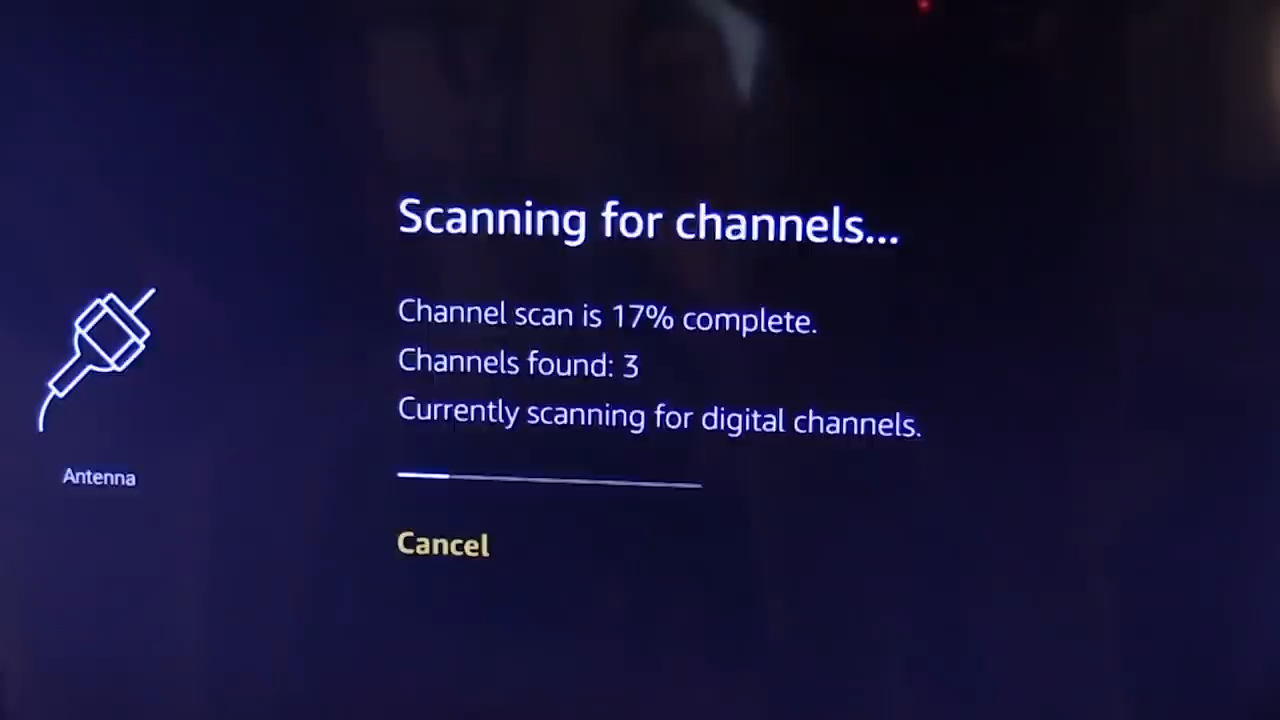 Scanning for channels...
Channel scan is 17% complete.
Channels found: 3
Currently scanning for digital channels.
Antenna
Cancel